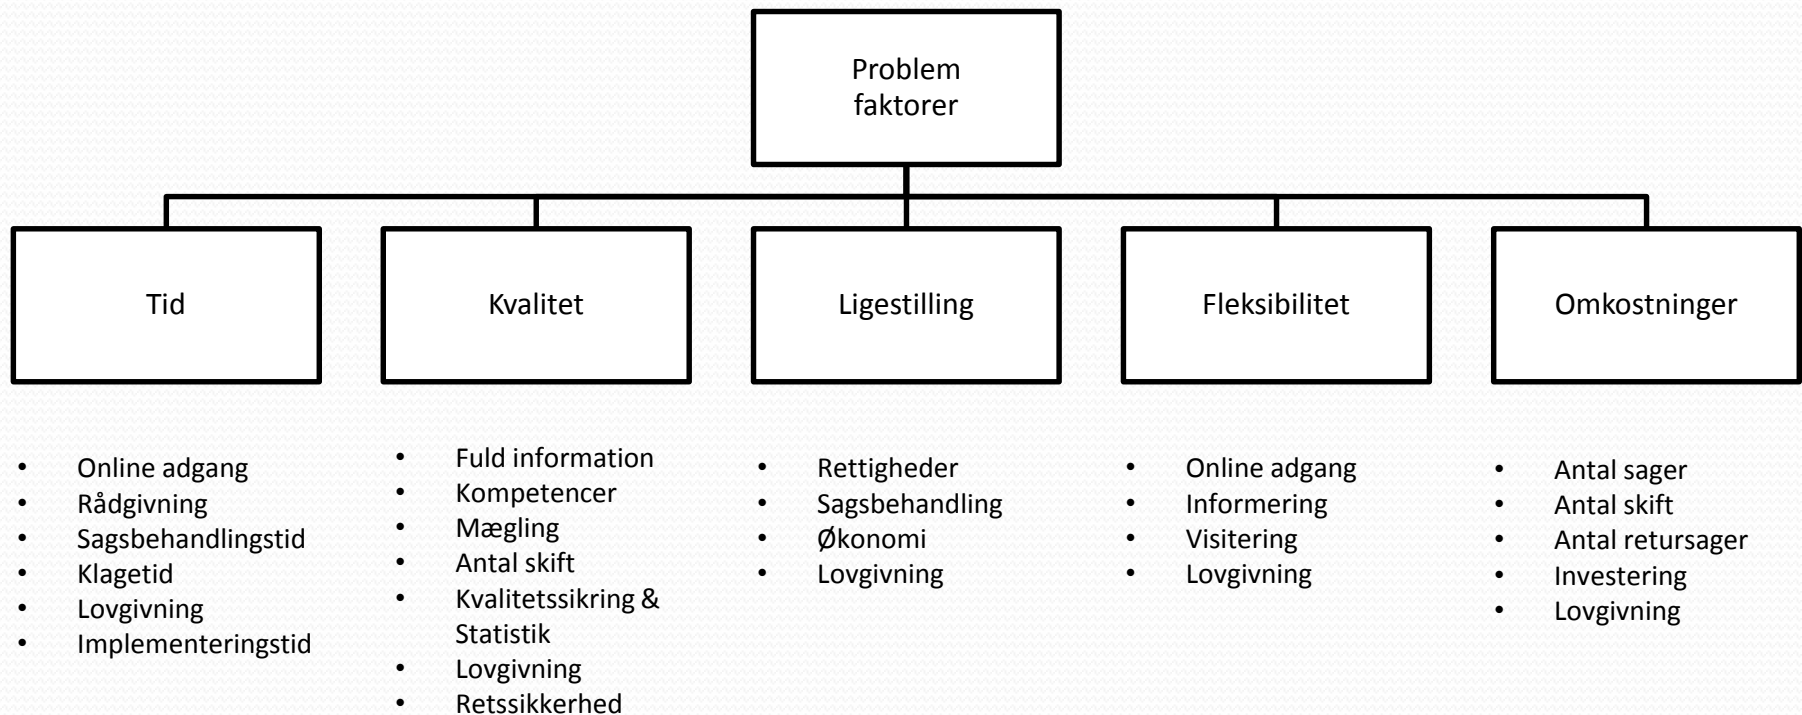 Problem
faktorer
Tid
Kvalitet
Ligestilling
Fleksibilitet
Omkostninger
• Online adgang
• Rådgivning
• Sagsbehandlingstid
• Klagetid
• Lovgivning
• Implementeringstid
• Fuld information
• Kompetencer
• Mægling
• Antal skift
• Kvalitetssikring &
Statistik
• Lovgivning
• Retssikkerhed
• Rettigheder
• Sagsbehandling
• Økonomi
• Lovgivning
• Online adgang
• Informering
• Visitering
• Lovgivning
• Antal sager
• Antal skift
• Antal retursager
• Investering
• Lovgivning